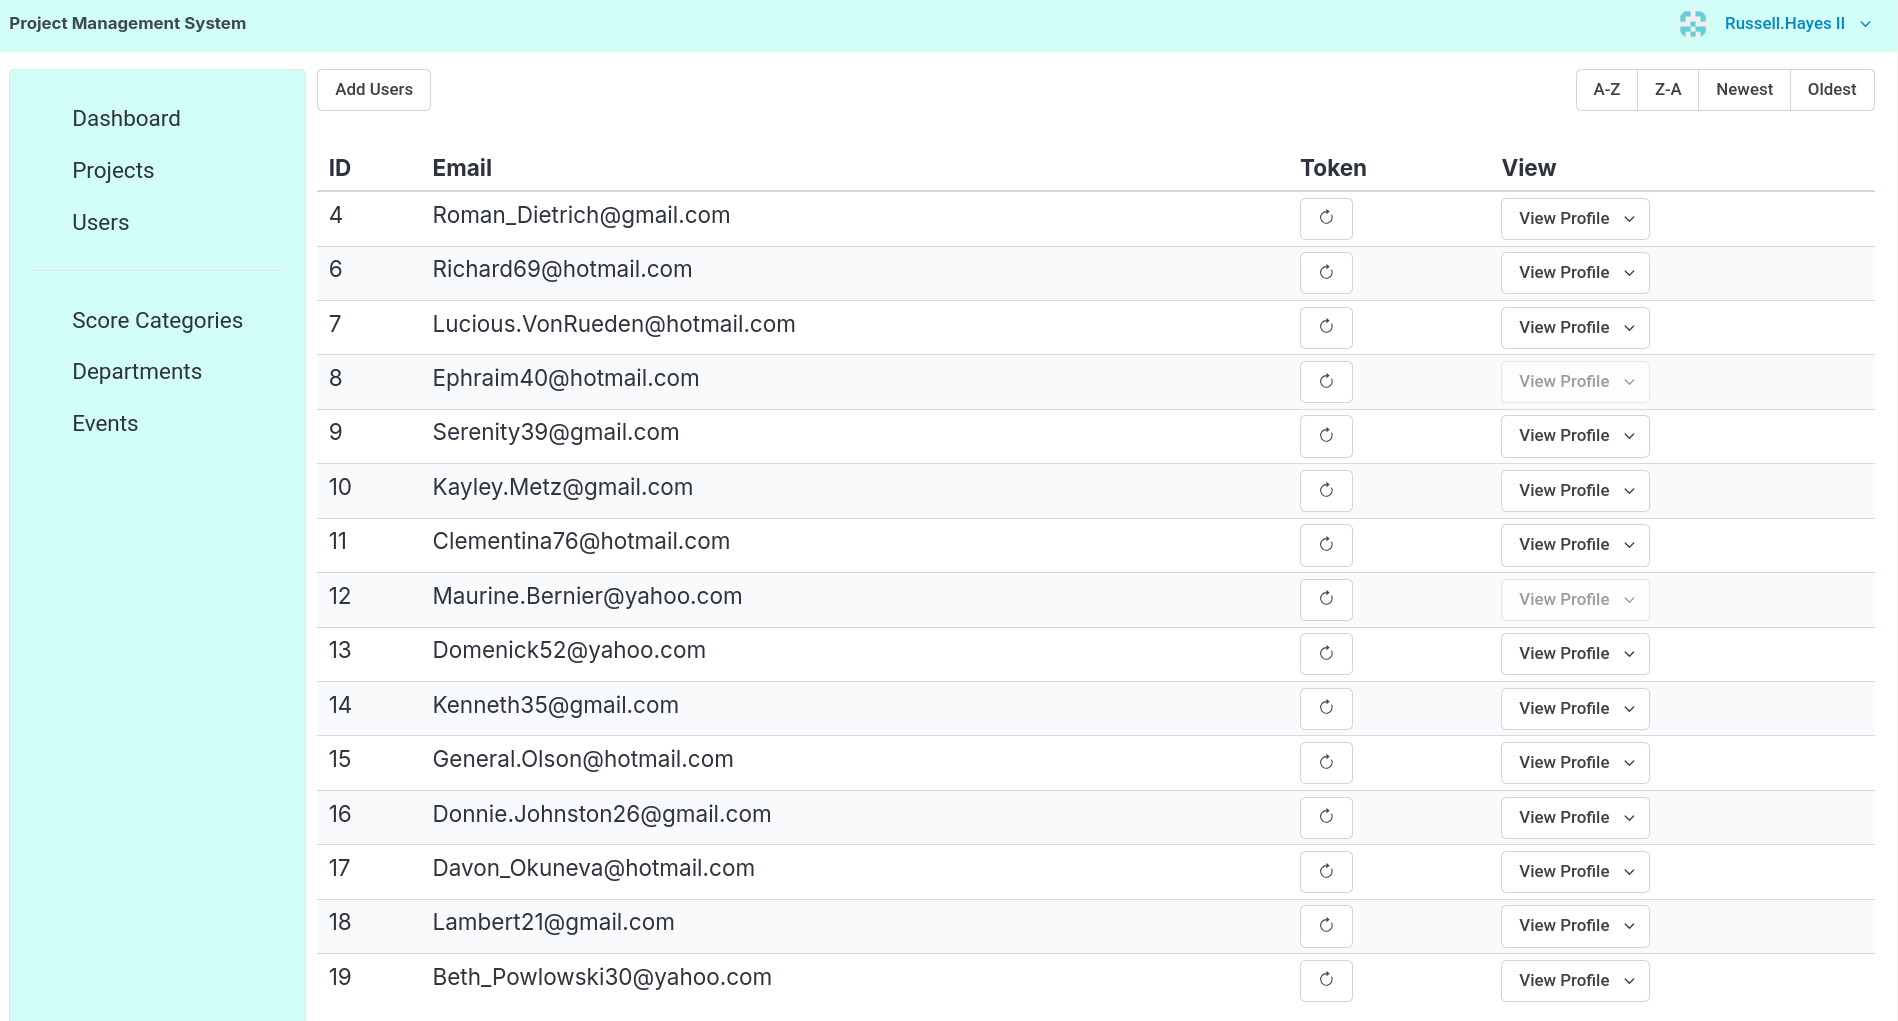 Project Management System
Russell.Hayes II
Dashboard
Projects
Users
Score Categories
Departments
Events
Add Users
A-Z Z-A Newest Oldest
ID Email Token View
4 Roman_Dietrich@gmail.com View Profile
6 Richard69@hotmail.com View Profile
7 Lucious.VonRueden@hotmail.com View Profile
8 Ephraim40@hotmail.com View Profile
9 Serenity39@gmail.com View Profile
10 Kayley.Metz@gmail.com View Profile
11 Clementina76@hotmail.com View Profile
12 Maurine.Bernier@yahoo.com View Profile
13 Domenick52@yahoo.com View Profile
14 Kenneth35@gmail.com View Profile
15 General.Olson@hotmail.com View Profile
16 Donnie.Johnston26@gmail.com View Profile
17 Davon_Okuneva@hotmail.com View Profile
18 Lambert21@gmail.com View Profile
19 Beth_Powlowski30@yahoo.com View Profile